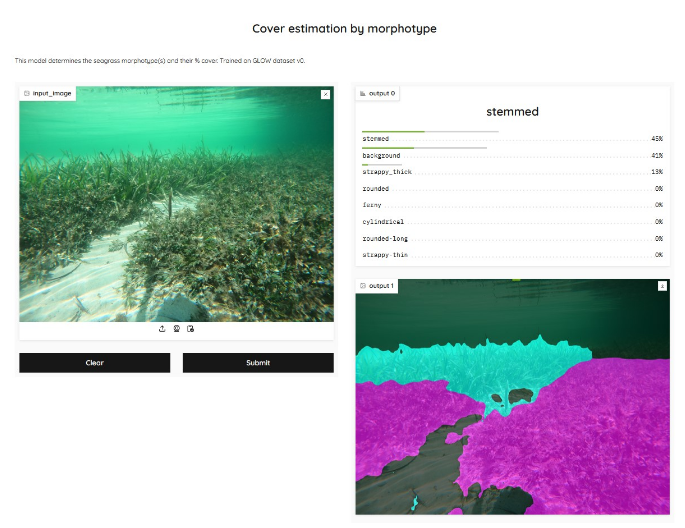 Cover estimation by morphotype
This model determines the seagrass morphotype(s) and their % cover. Trained on GLOW dataset v0.
input_image
x
Clear
Submit
output 0
stemmed
stemmed 45%
background 41%
strappy_thick 13%
rounded 0%
ferny 0%
cylindrical 0%
rounded-long 0%
strappy-thin 0%
output 1